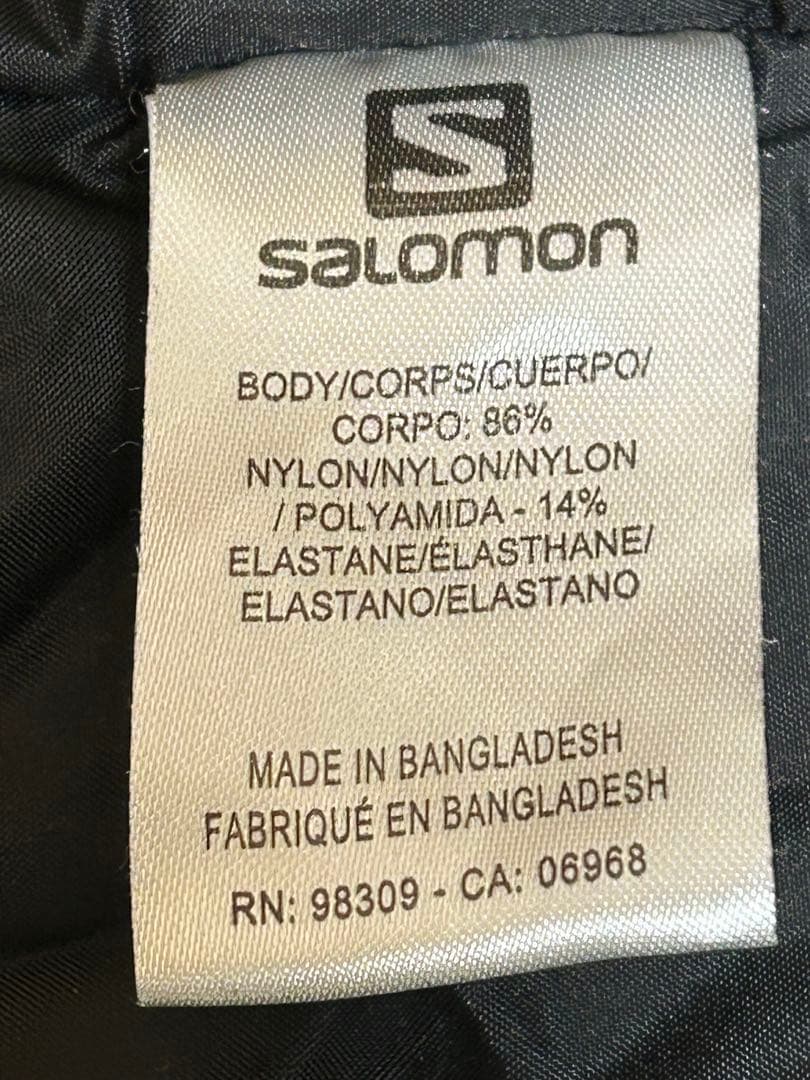 S
salomon
BODY/CORPS/CUERPO/
CORPO: 86%
NYLON/NYLON/NYLON
/ POLYAMIDA - 14%
ELASTANE/ÉLASTHANE/
ELASTANO/ELASTANO
MADE IN BANGLADESH
FABRIQUÉ EN BANGLADESH
RN: 98309 - CA: 06968